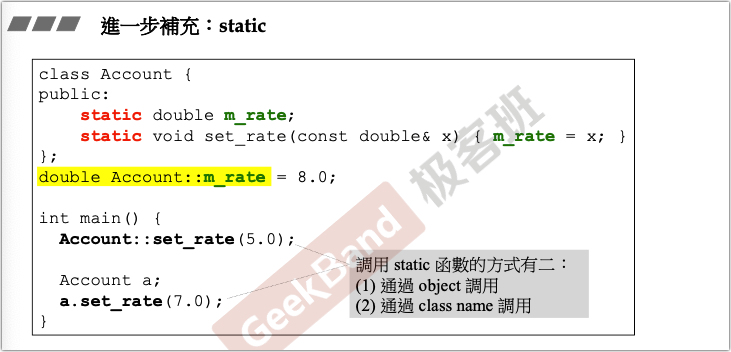 進一步補充：static
class Account {
public:
    static double m_rate;
    static void set_rate(const double& x) { m_rate = x; }
};
double Account::m_rate = 8.0;
int main() {
  Account::set_rate(5.0);
  Account a;
  a.set_rate(7.0);
}
調用 static 函數的方式有二：
(1) 通過 object 調用
(2) 通過 class name 調用
GeekBand 极客班